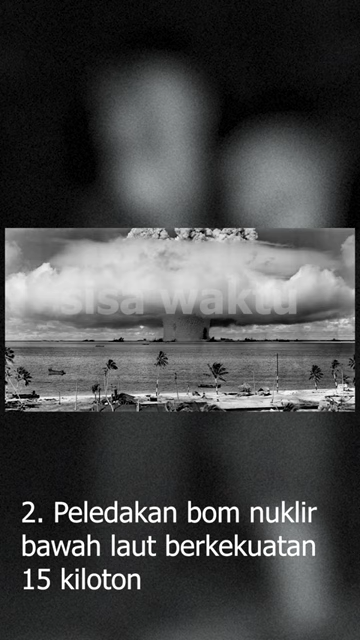 sisa waktu
2. Peledakan bom nuklir
bawah laut berkekuatan
15 kiloton